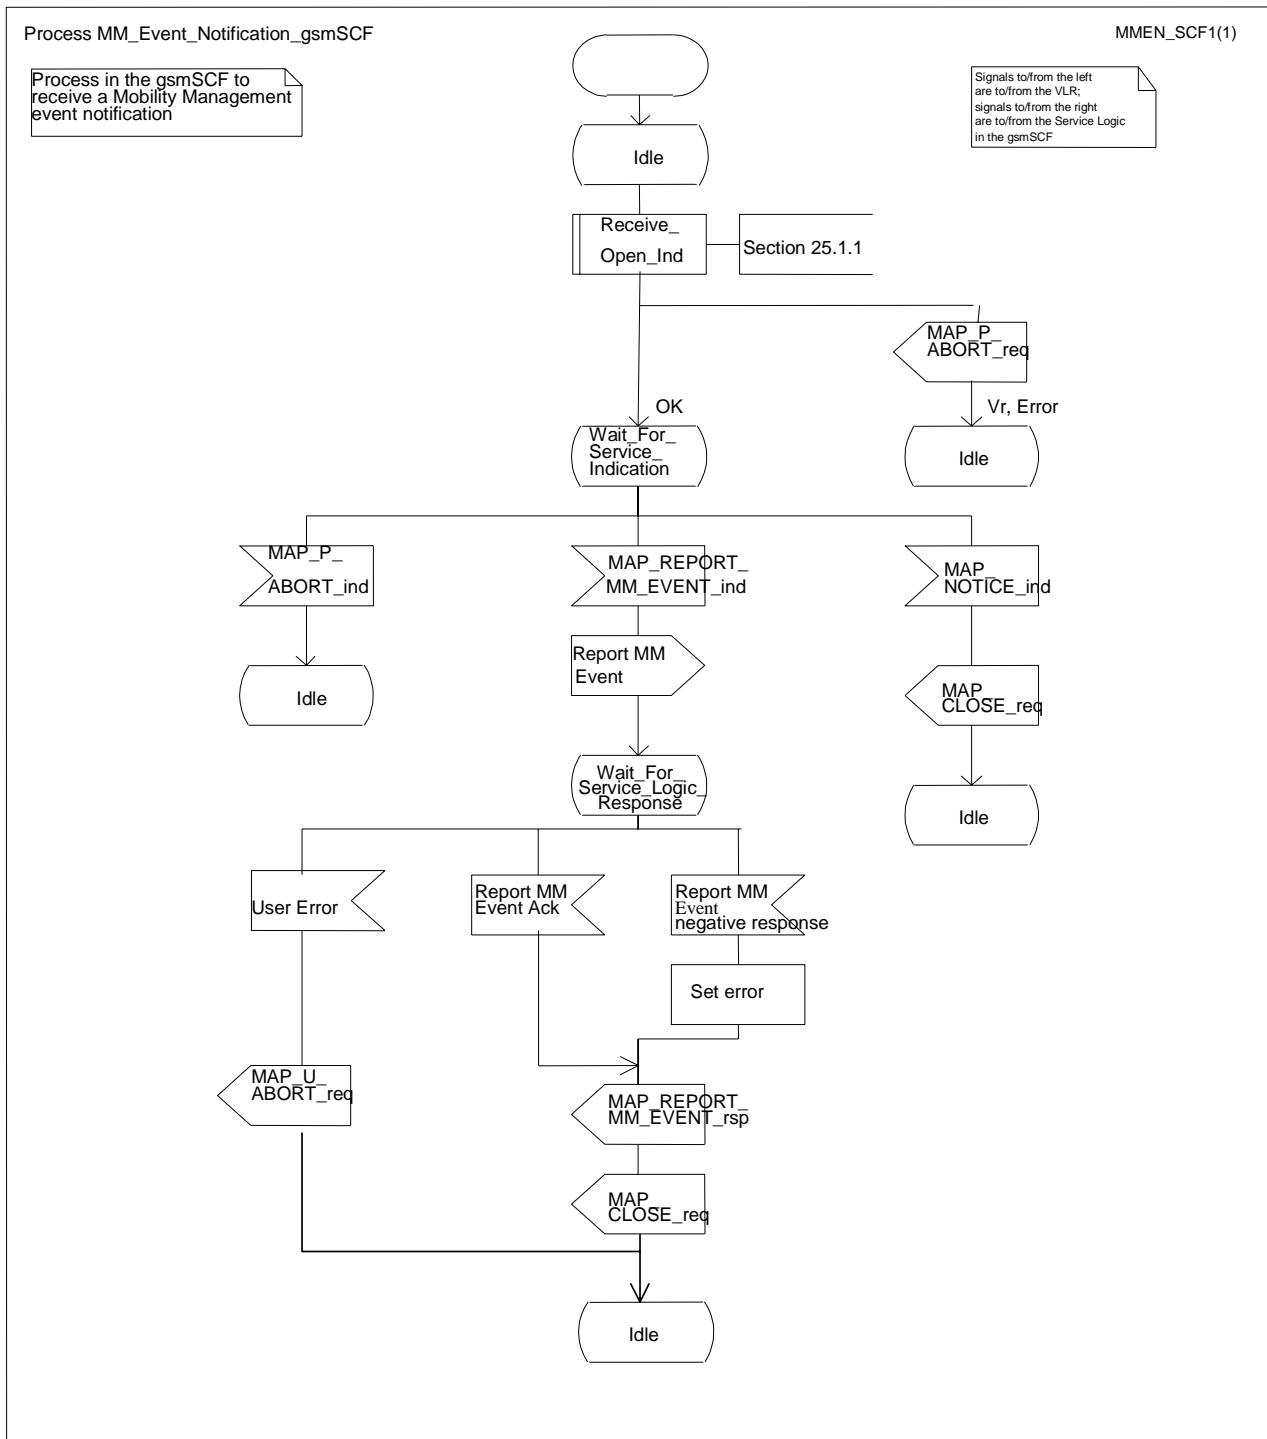 Process MM_Event_Notification_gsmSCF
MMEN_SCF1(1)
Process in the gsmSCF to
receive a Mobility Management
event notification
Signals to/from the left
are to/from the VLR;
signals to/from the right
are to/from the Service Logic
in the gsmSCF
Idle
Receive_
Open_Ind
Section 25.1.1
MAP_P_
ABORT_req
OK
Vr, Error
Wait_For_
Service_
Indication
Idle
MAP_P_
ABORT_ind
MAP_REPORT_
MM_EVENT_ind
MAP_
NOTICE_ind
Report MM
Event
Idle
MAP_
CLOSE_req
Wait_For_
Service_Logic_
Response
Idle
User Error
Report MM
Event Ack
Report MM
Event
negative response
Set error
MAP_U_
ABORT_req
MAP_REPORT_
MM_EVENT_rsp
MAP_
CLOSE_req
Idle